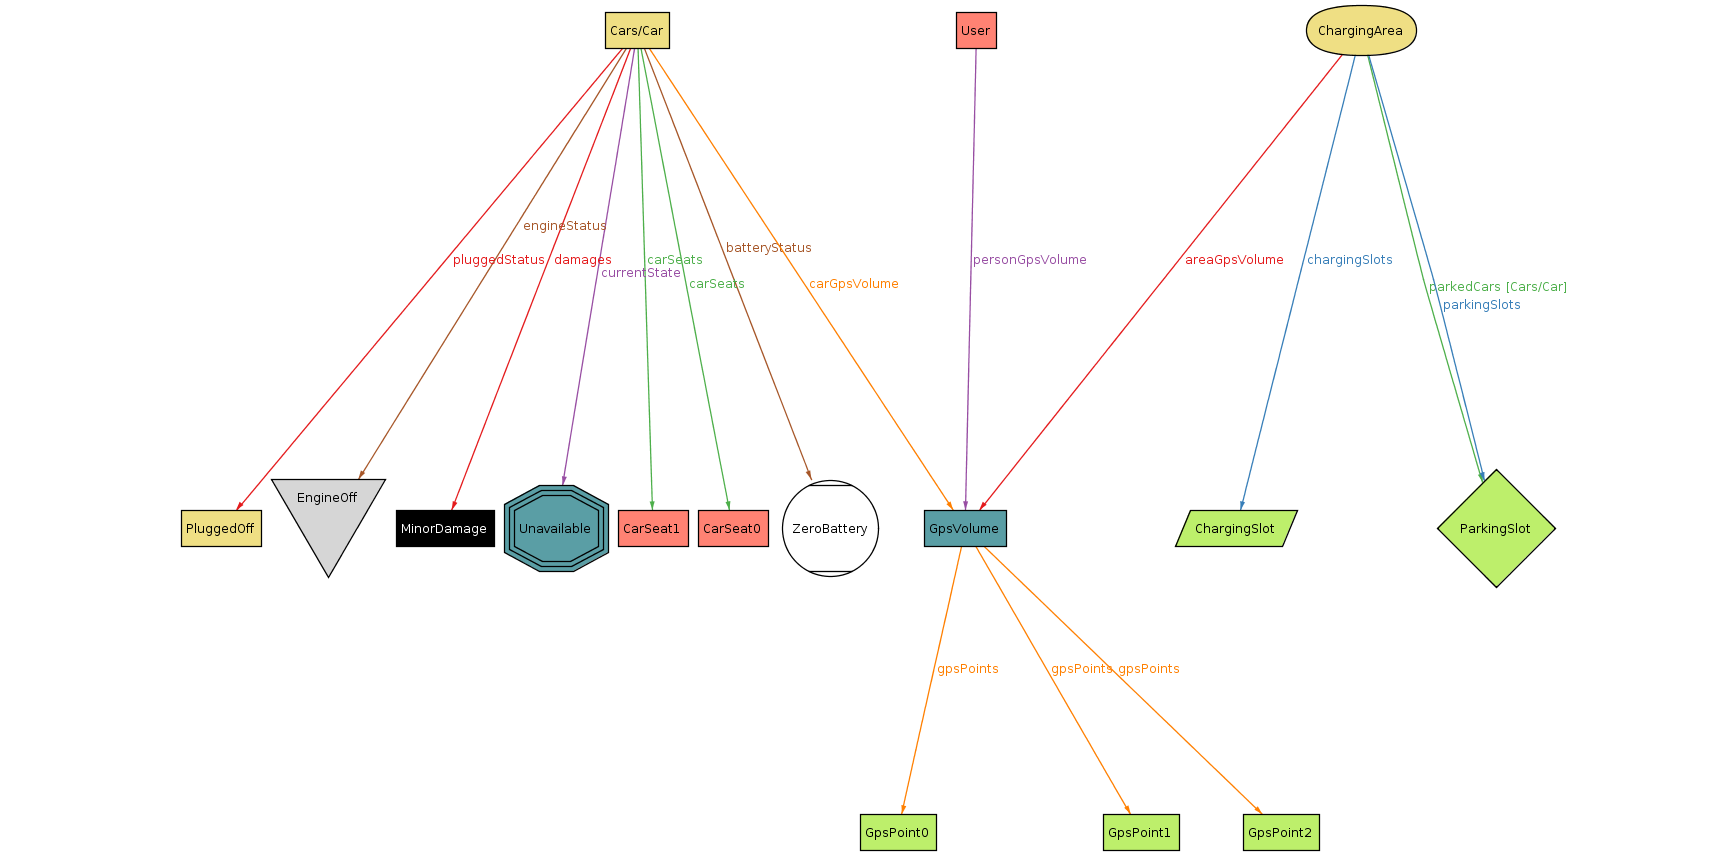 Cars/Car
User
ChargingArea
engineStatus
batteryStatus
pluggedStatus
damages
carSeats
personGpsVolume
areaGpsVolume
chargingSlots
currentState
carSeats
carGpsVolume
parkedCars [Cars/Car]
parkingSlots
EngineOff
PluggedOff
MinorDamage
Unavailable
CarSeat1
CarSeat0
ZeroBattery
GpsVolume
ChargingSlot
ParkingSlot
gpsPoints
gpsPoints
gpsPoints
GpsPoint0
GpsPoint1
GpsPoint2